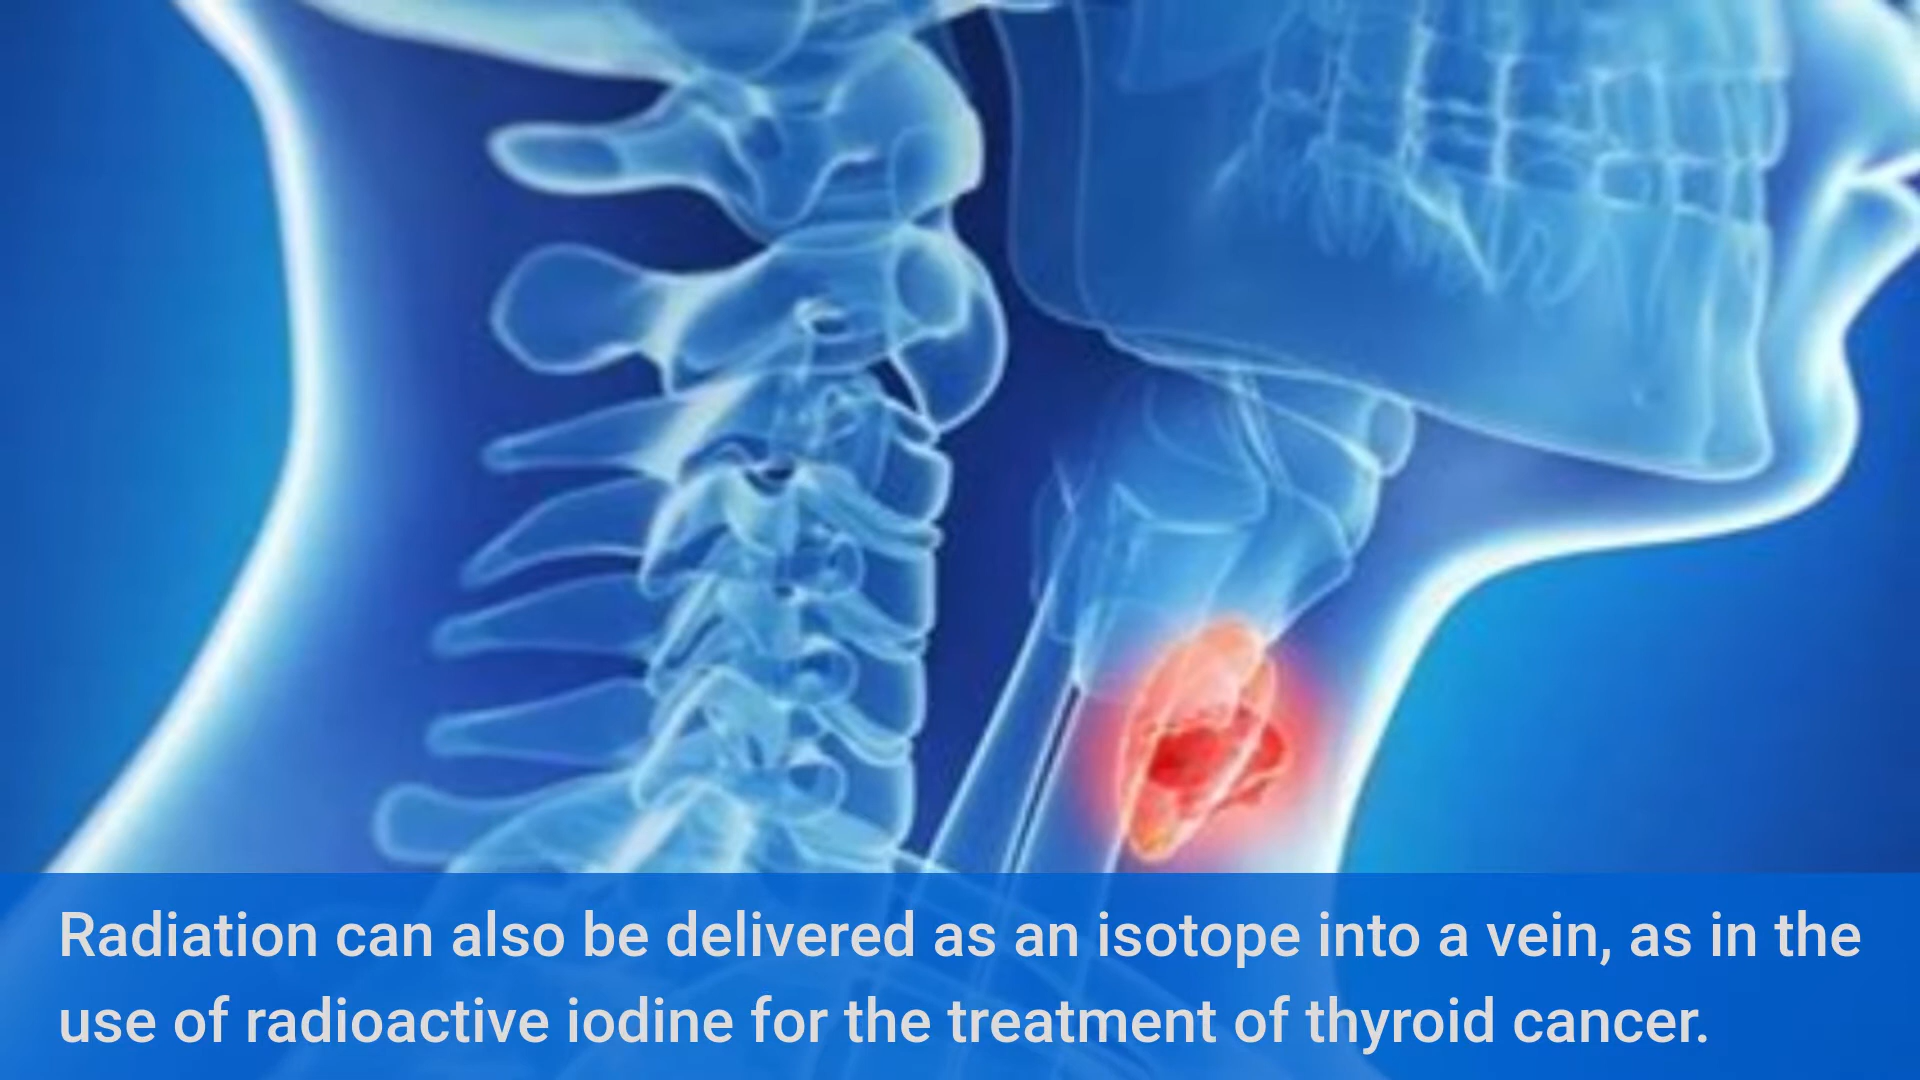 Radiation can also be delivered as an isotope into a vein, as in the
use of radioactive iodine for the treatment of thyroid cancer.